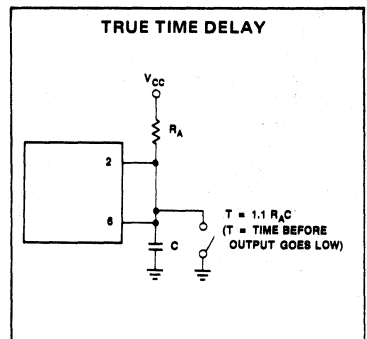 TRUE TIME DELAY
VCC
RA
2
6
C
T = 1.1 RAC
(T = TIME BEFORE
OUTPUT GOES LOW)